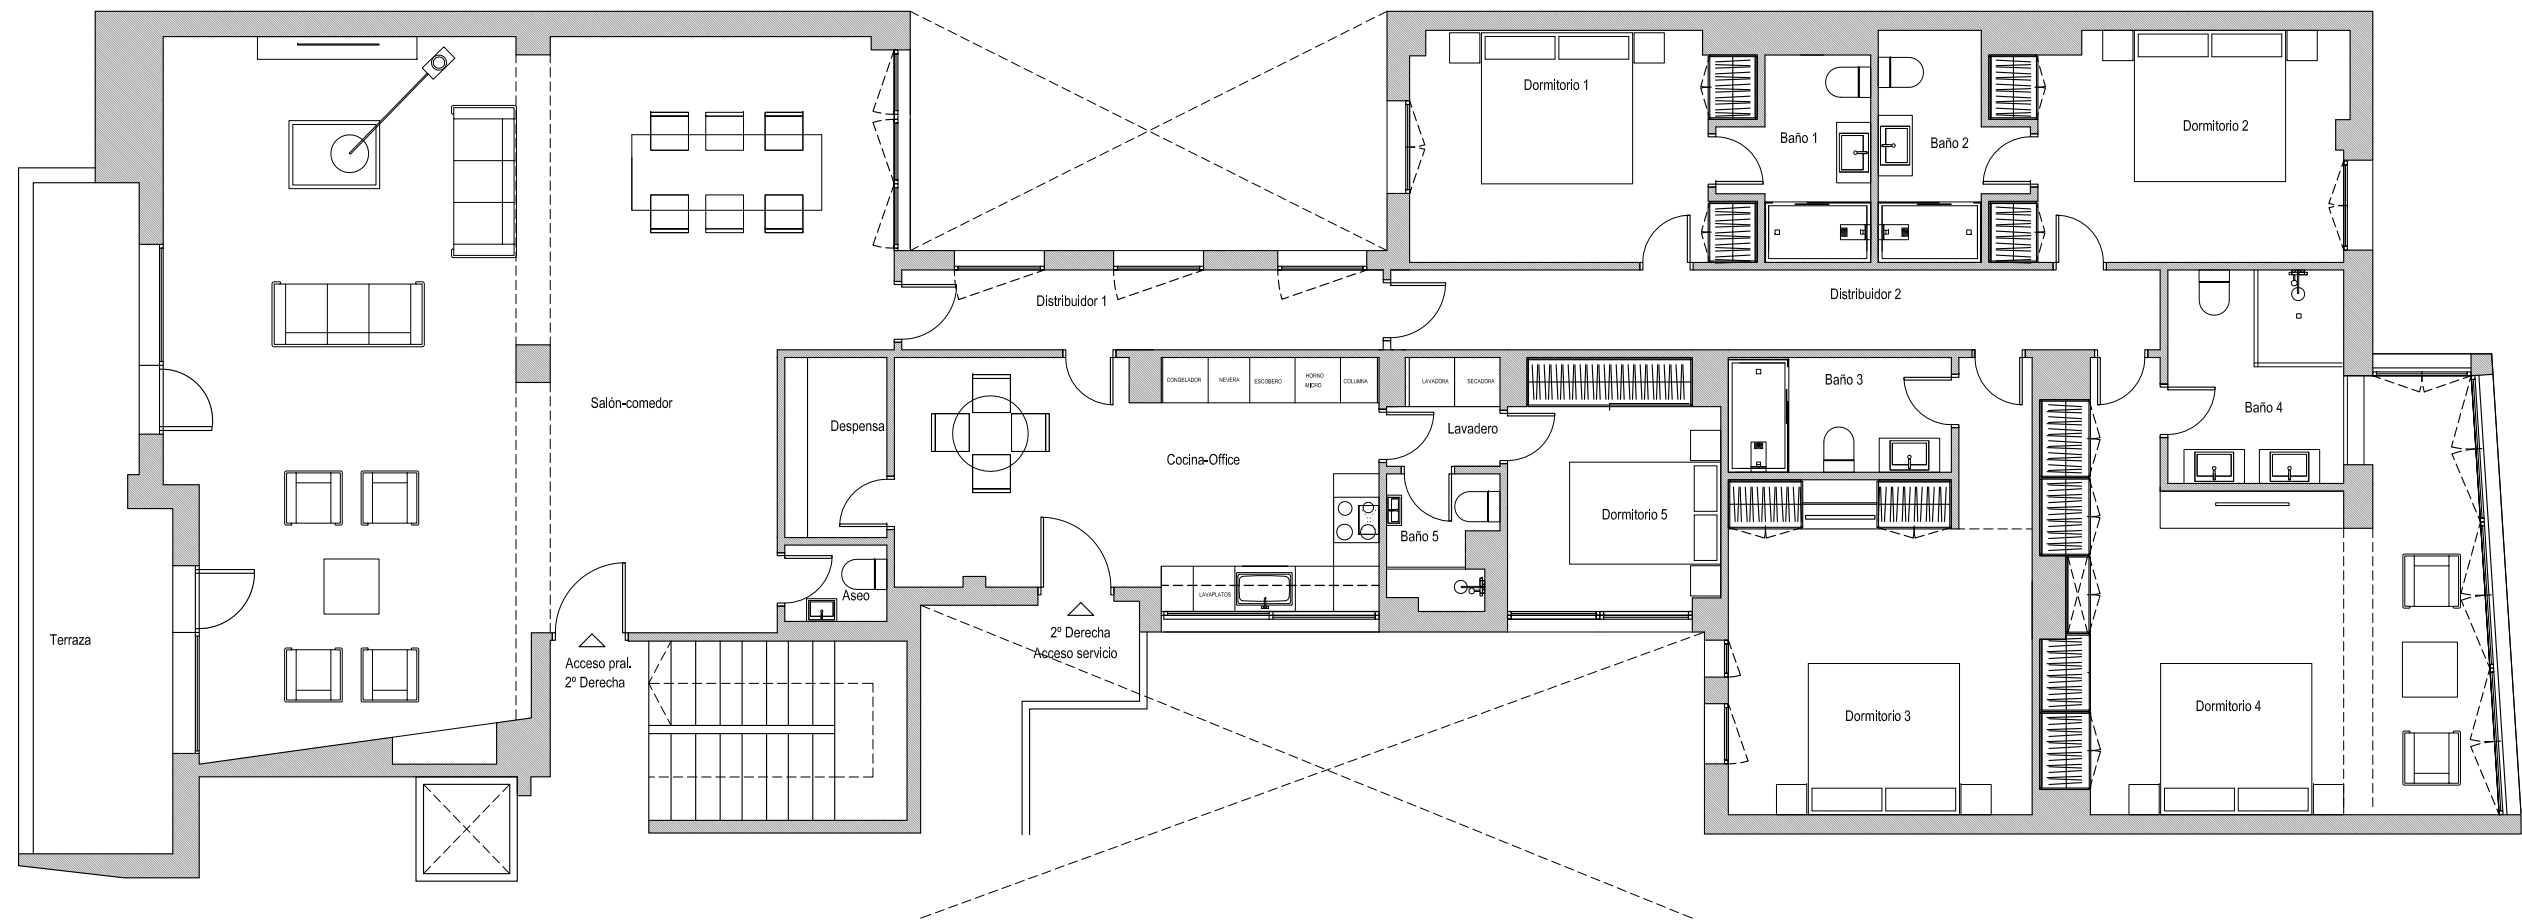 Dormitorio 1
Baño 1
Baño 2
Dormitorio 2
Distribuidor 1
Distribuidor 2
Salón-comedor
Despensa
Cocina-Office
CONGELADOR
NEVERA
ESCOBERO
HORNO
MICRO
COLUMNA
LAVADORA
SECADORA
Lavadero
Baño 3
Baño 4
Dormitorio 5
Baño 5
Aseo
LAVAPLATOS
Terraza
Acceso pral.
2º Derecha
2º Derecha
Acceso servicio
Dormitorio 3
Dormitorio 4